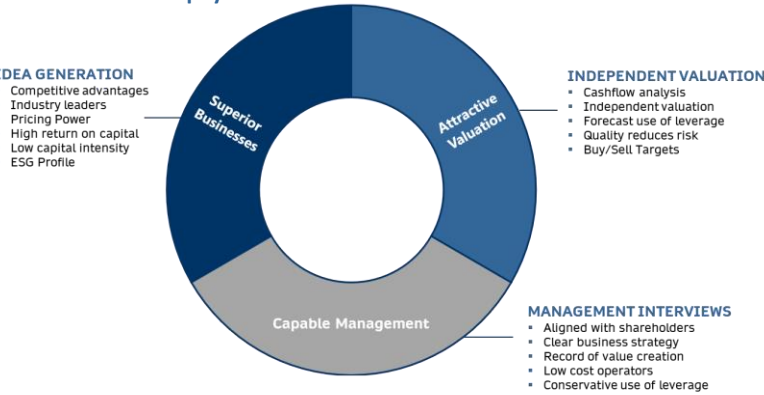 DEA GENERATION
Competitive advantages
Industry leaders
Pricing Power
High return on capital
Low capital intensity
ESG Profile
Superior
Businesses
Attractive
Valuation
INDEPENDENT VALUATION
▪ Cashflow analysis
▪ Independent valuation
▪ Forecast use of leverage
▪ Quality reduces risk
▪ Buy/Sell Targets
Capable Management
MANAGEMENT INTERVIEWS
▪ Aligned with shareholders
▪ Clear business strategy
▪ Record of value creation
▪ Low cost operators
▪ Conservative use of leverage